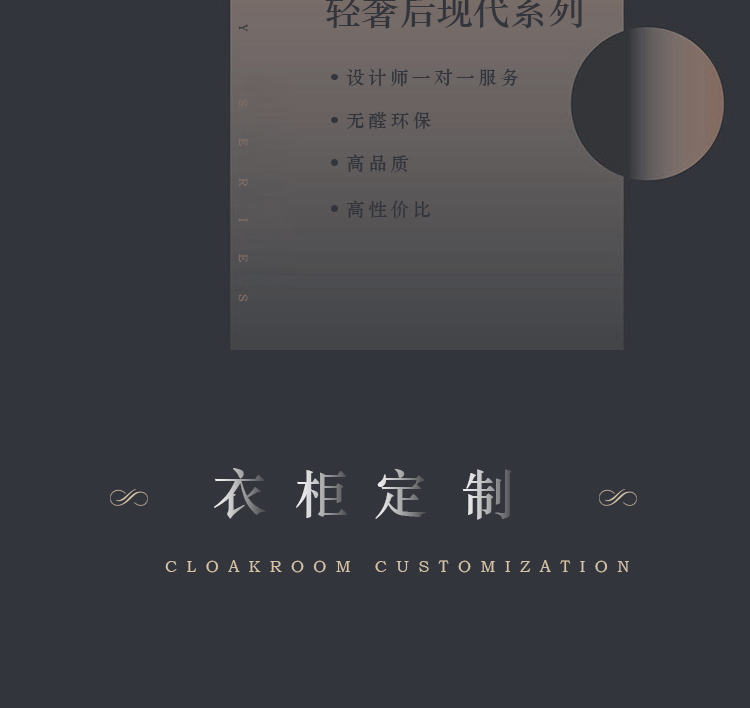 轻奢后现代系列
Y SERIES
• 设计师一对一服务
• 无醛环保
• 高品质
• 高性价比
衣柜定制
CLOAKROOM CUSTOMIZATION